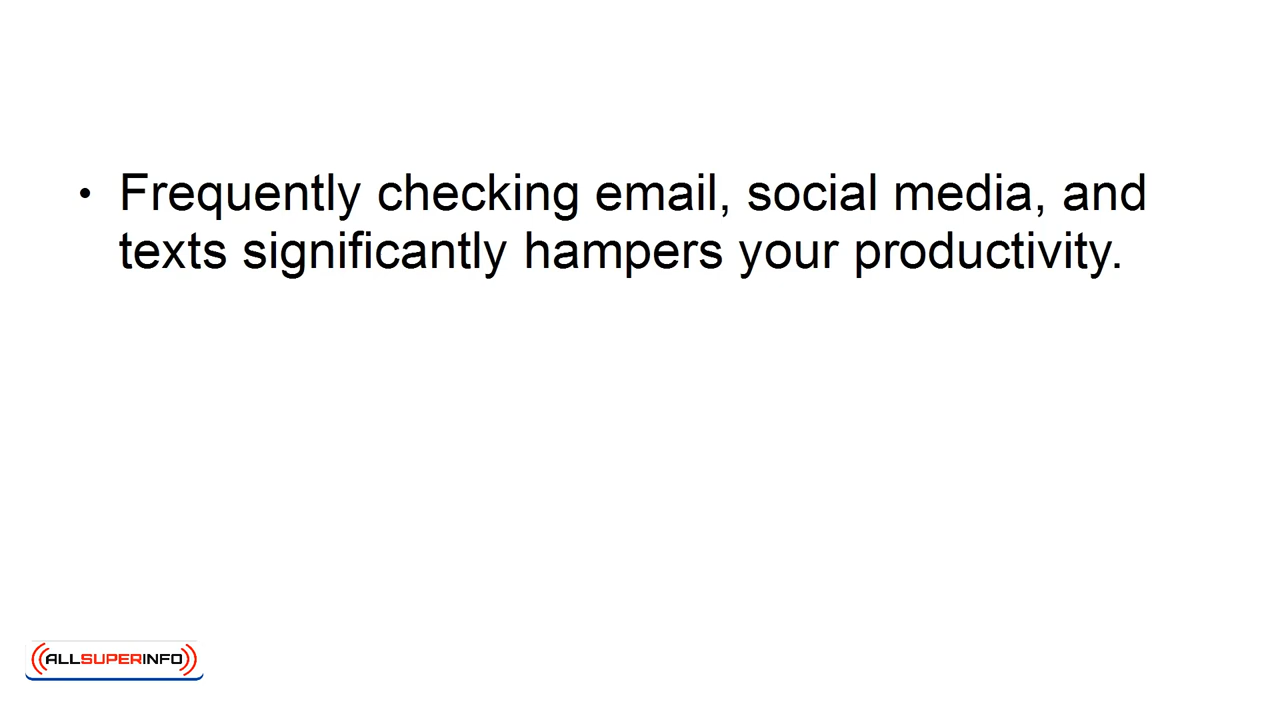 • Frequently checking email, social media, and
texts significantly hampers your productivity.
ALLSUPERINFO